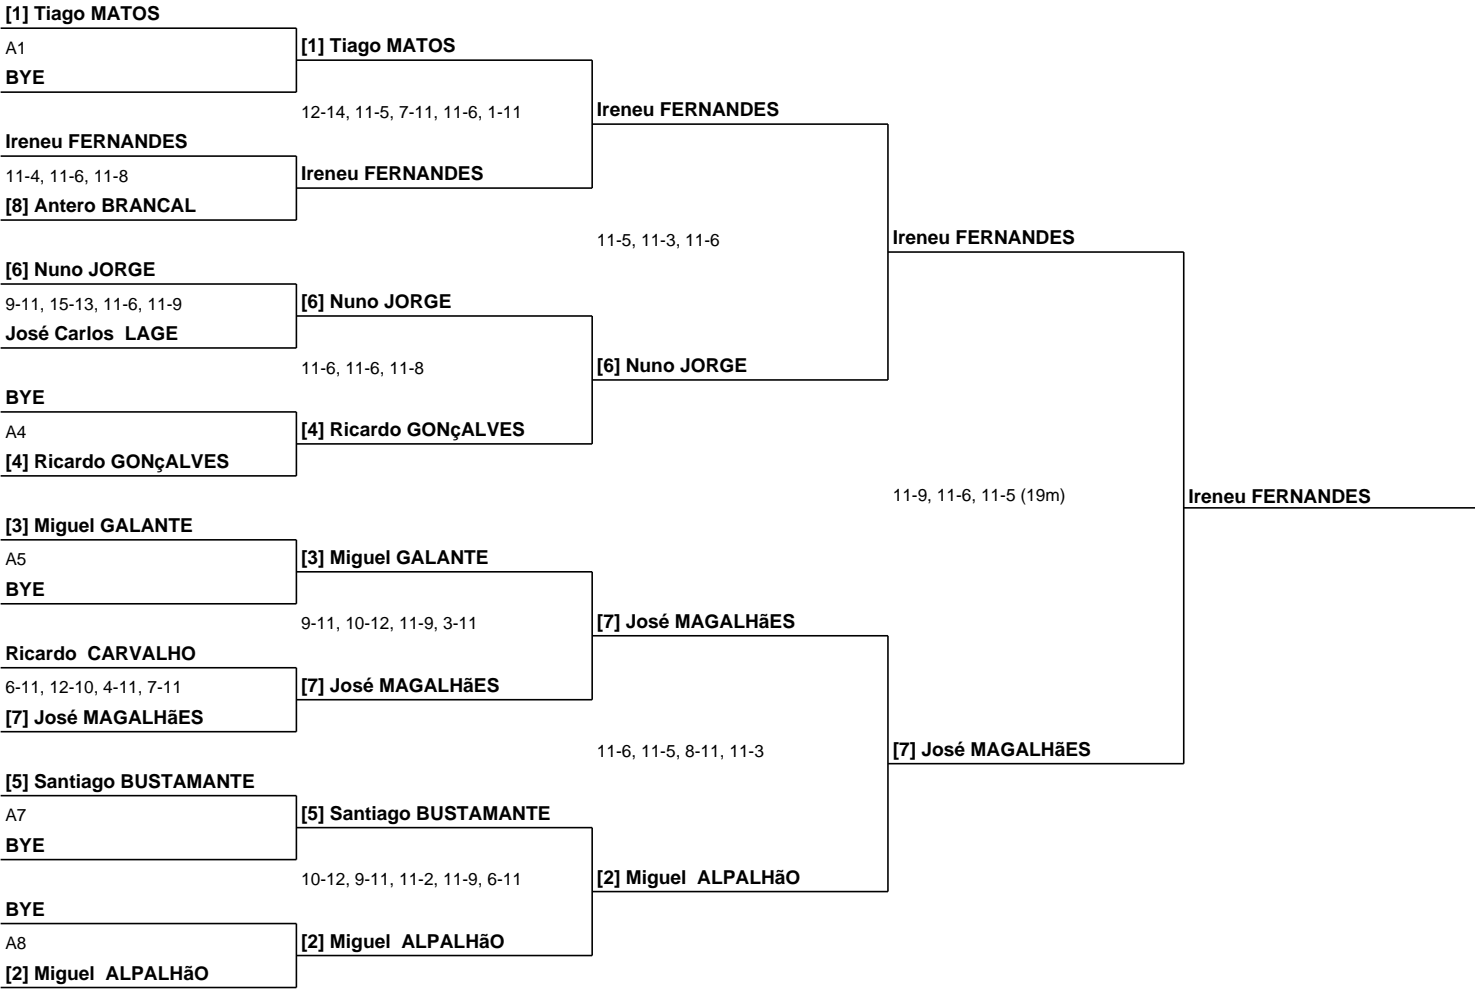 [1] Tiago MATOS
A1
BYE
Ireneu FERNANDES
11-4, 11-6, 11-8
[8] Antero BRANCAL
[6] Nuno JORGE
9-11, 15-13, 11-6, 11-9
José Carlos  LAGE
BYE
A4
[4] Ricardo GONçALVES
[3] Miguel GALANTE
A5
BYE
Ricardo  CARVALHO
6-11, 12-10, 4-11, 7-11
[7] José MAGALHãES
[5] Santiago BUSTAMANTE
A7
BYE
BYE
A8
[2] Miguel  ALPALHãO
[1] Tiago MATOS
12-14, 11-5, 7-11, 11-6, 1-11
Ireneu FERNANDES
[6] Nuno JORGE
11-6, 11-6, 11-8
[4] Ricardo GONçALVES
[3] Miguel GALANTE
9-11, 10-12, 11-9, 3-11
[7] José MAGALHãES
[5] Santiago BUSTAMANTE
10-12, 9-11, 11-2, 11-9, 6-11
[2] Miguel  ALPALHãO
Ireneu FERNANDES
11-5, 11-3, 11-6
[6] Nuno JORGE
[7] José MAGALHãES
11-6, 11-5, 8-11, 11-3
[2] Miguel  ALPALHãO
Ireneu FERNANDES
11-9, 11-6, 11-5 (19m)
[7] José MAGALHãES
Ireneu FERNANDES